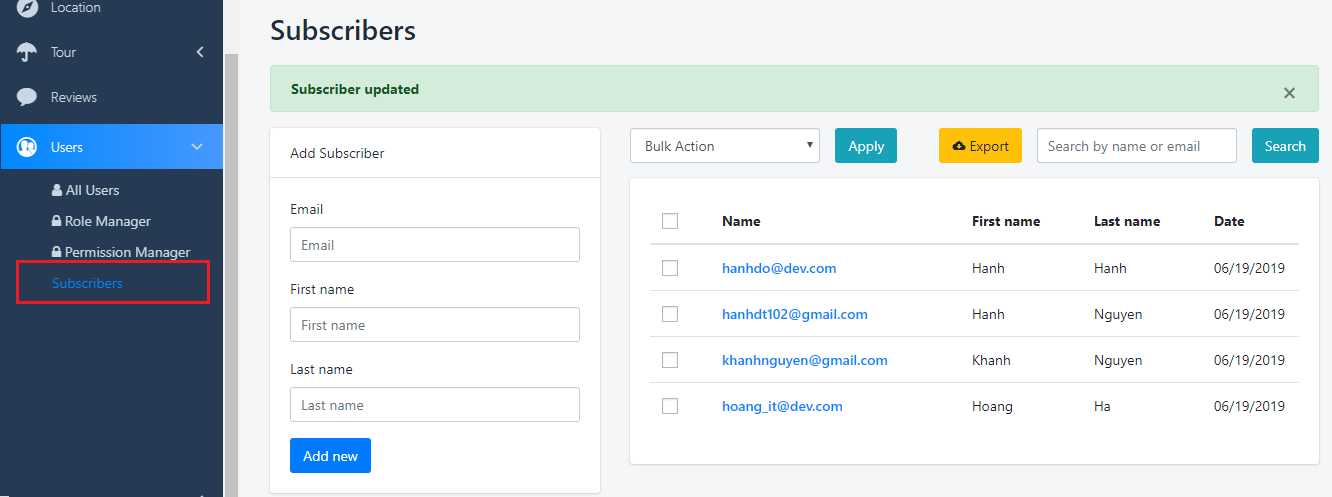 Location
Tour
Reviews
Users
All Users
Role Manager
Permission Manager
Subscribers
Subscribers
Subscriber updated ×
Add Subscriber
Email
Email
First name
First name
Last name
Last name
Add new
Bulk Action Apply Export Search by name or email Search
Name First name Last name Date
hanhdo@dev.com Hanh Hanh 06/19/2019
hanhdt102@gmail.com Hanh Nguyen 06/19/2019
khanhnguyen@gmail.com Khanh Nguyen 06/19/2019
hoang_it@dev.com Hoang Ha 06/19/2019